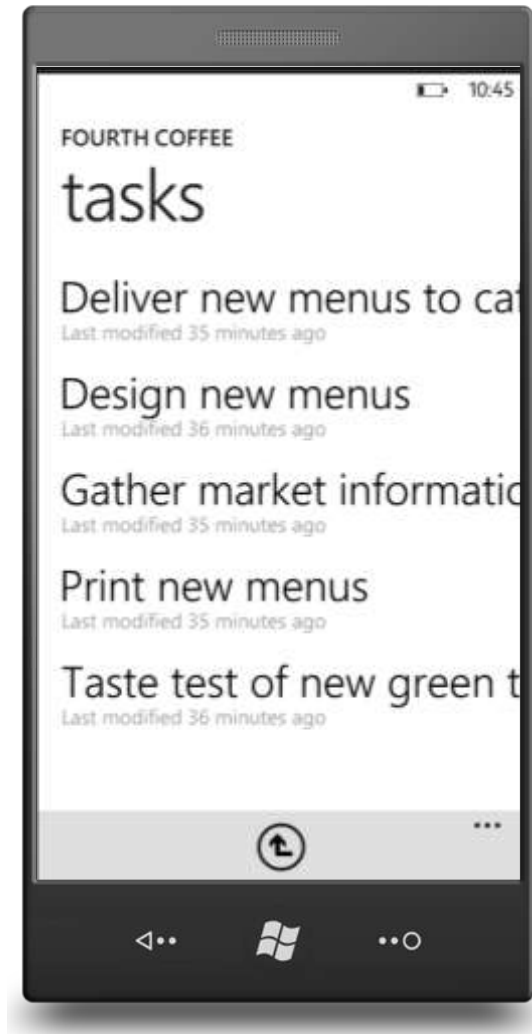 10:45
FOURTH COFFEE
tasks
Deliver new menus to caf
Last modified 35 minutes ago
Design new menus
Last modified 36 minutes ago
Gather market informatio
Last modified 35 minutes ago
Print new menus
Last modified 35 minutes ago
Taste test of new green t
Last modified 36 minutes ago